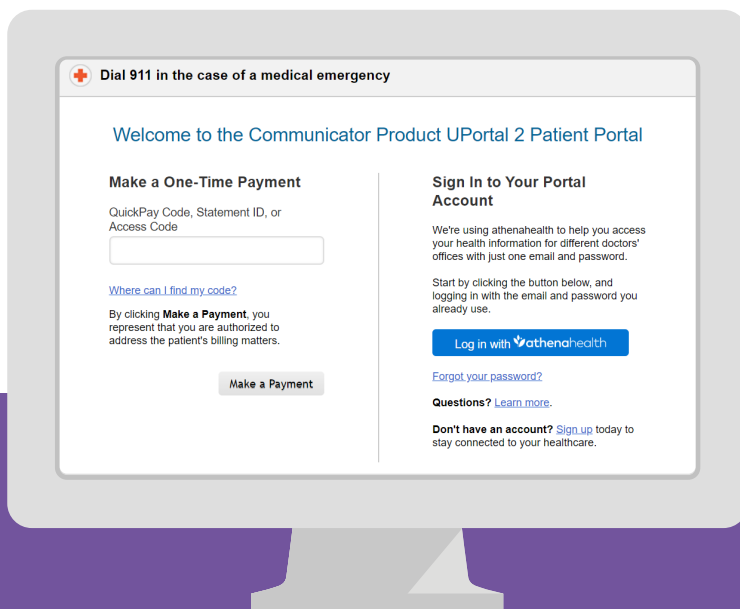 Dial 911 in the case of a medical emergency
Welcome to the Communicator Product UPortal 2 Patient Portal
Make a One-Time Payment
QuickPay Code, Statement ID, or
Access Code
Where can I find my code?
By clicking Make a Payment, you
represent that you are authorized to
address the patient's billing matters.
Make a Payment
Sign In to Your Portal
Account
We're using athenahealth to help you access
your health information for different doctors'
offices with just one email and password.
Start by clicking the button below, and
logging in with the email and password you
already use.
Log in with athenahealth
Forgot your password?
Questions? Learn more.
Don't have an account? Sign up today to
stay connected to your healthcare.